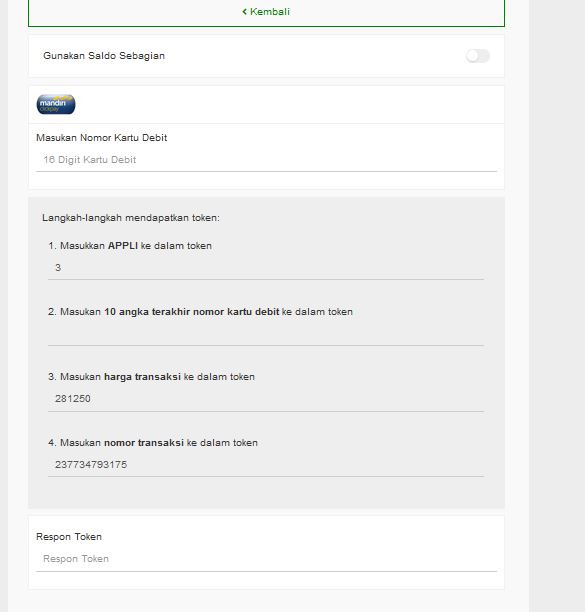 Kembali
Gunakan Saldo Sebagian
mandiri
clickpay
Masukan Nomor Kartu Debit
16 Digit Kartu Debit
Langkah-langkah mendapatkan token:
1. Masukkan APPLI ke dalam token
3
2. Masukan 10 angka terakhir nomor kartu debit ke dalam token
3. Masukan harga transaksi ke dalam token
281250
4. Masukan nomor transaksi ke dalam token
237734793175
Respon Token
Respon Token